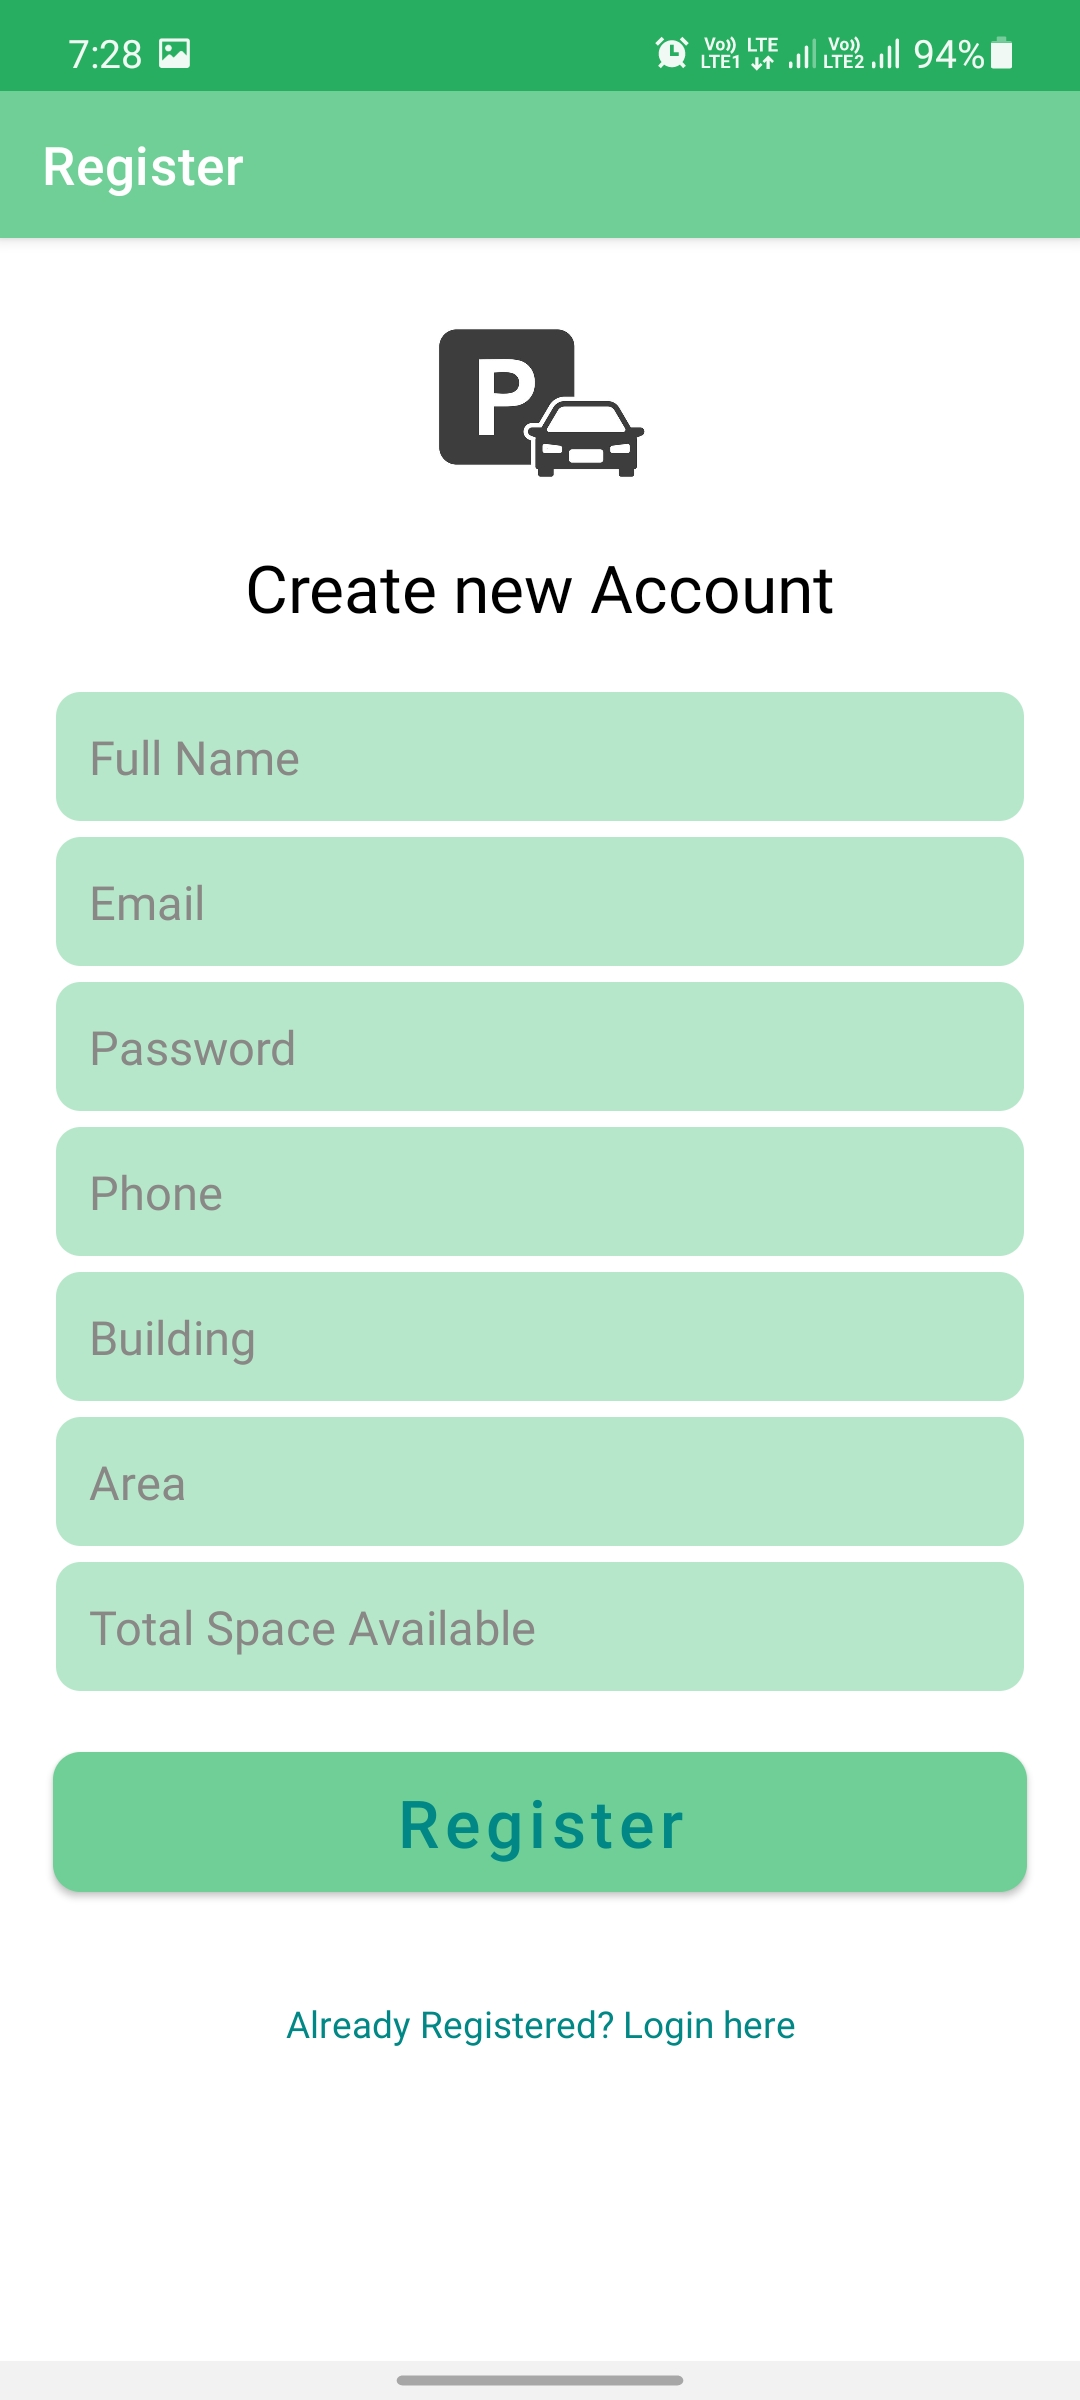 7:28 Vo)) LTE1 LTE Vo)) LTE2 94%
Register
P
Create new Account
Full Name
Email
Password
Phone
Building
Area
Total Space Available
Register
Already Registered? Login here